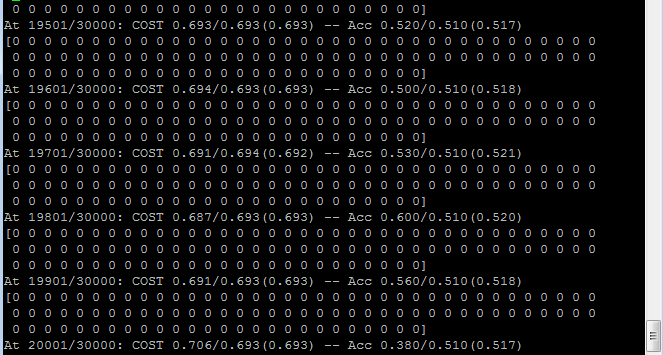 0 0 0 0 0 0 0 0 0 0 0 0 0 0 0 0 0 0 0 0 0 0 0 0 0 0]
At 19501/30000: COST 0.693/0.693(0.693) -- Acc 0.520/0.510(0.517)
[0 0 0 0 0 0 0 0 0 0 0 0 0 0 0 0 0 0 0 0 0 0 0 0 0 0 0 0 0 0 0 0 0 0 0 0 0
 0 0 0 0 0 0 0 0 0 0 0 0 0 0 0 0 0 0 0 0 0 0 0 0 0 0 0 0 0 0 0 0 0 0 0 0 0
 0 0 0 0 0 0 0 0 0 0 0 0 0 0 0 0 0 0 0 0 0 0 0 0 0 0]
At 19601/30000: COST 0.694/0.693(0.693) -- Acc 0.500/0.510(0.518)
[0 0 0 0 0 0 0 0 0 0 0 0 0 0 0 0 0 0 0 0 0 0 0 0 0 0 0 0 0 0 0 0 0 0 0 0 0
 0 0 0 0 0 0 0 0 0 0 0 0 0 0 0 0 0 0 0 0 0 0 0 0 0 0 0 0 0 0 0 0 0 0 0 0 0
 0 0 0 0 0 0 0 0 0 0 0 0 0 0 0 0 0 0 0 0 0 0 0 0 0 0]
At 19701/30000: COST 0.691/0.694(0.692) -- Acc 0.530/0.510(0.521)
[0 0 0 0 0 0 0 0 0 0 0 0 0 0 0 0 0 0 0 0 0 0 0 0 0 0 0 0 0 0 0 0 0 0 0 0 0
 0 0 0 0 0 0 0 0 0 0 0 0 0 0 0 0 0 0 0 0 0 0 0 0 0 0 0 0 0 0 0 0 0 0 0 0 0
 0 0 0 0 0 0 0 0 0 0 0 0 0 0 0 0 0 0 0 0 0 0 0 0 0 0]
At 19801/30000: COST 0.687/0.693(0.693) -- Acc 0.600/0.510(0.520)
[0 0 0 0 0 0 0 0 0 0 0 0 0 0 0 0 0 0 0 0 0 0 0 0 0 0 0 0 0 0 0 0 0 0 0 0 0
 0 0 0 0 0 0 0 0 0 0 0 0 0 0 0 0 0 0 0 0 0 0 0 0 0 0 0 0 0 0 0 0 0 0 0 0 0
 0 0 0 0 0 0 0 0 0 0 0 0 0 0 0 0 0 0 0 0 0 0 0 0 0 0]
At 19901/30000: COST 0.691/0.693(0.693) -- Acc 0.560/0.510(0.518)
[0 0 0 0 0 0 0 0 0 0 0 0 0 0 0 0 0 0 0 0 0 0 0 0 0 0 0 0 0 0 0 0 0 0 0 0 0
 0 0 0 0 0 0 0 0 0 0 0 0 0 0 0 0 0 0 0 0 0 0 0 0 0 0 0 0 0 0 0 0 0 0 0 0 0
 0 0 0 0 0 0 0 0 0 0 0 0 0 0 0 0 0 0 0 0 0 0 0 0 0 0]
At 20001/30000: COST 0.706/0.693(0.693) -- Acc 0.380/0.510(0.517)